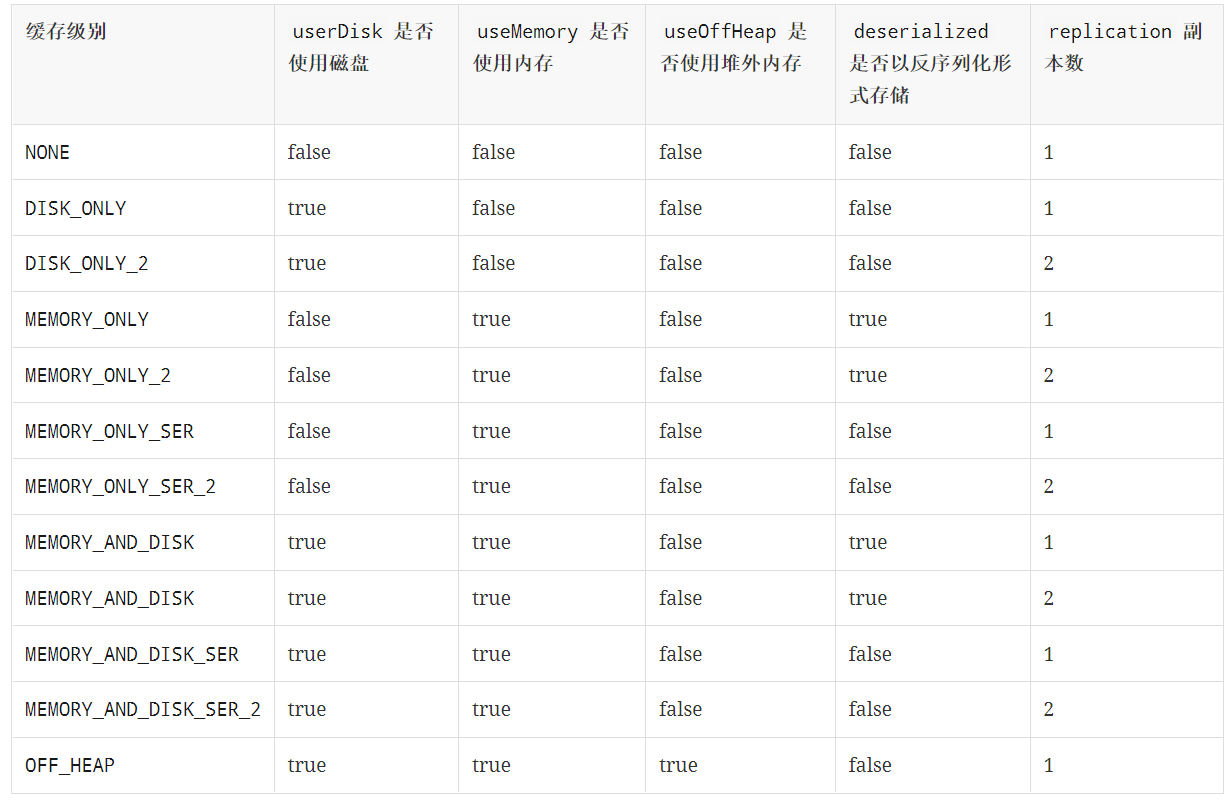 缓存级别 userDisk 是否使用磁盘 useMemory 是否使用内存 useOffHeap 是否使用堆外内存 deserialized 是否以反序列化形式存储 replication 副本数
NONE false false false false 1
DISK_ONLY true false false false 1
DISK_ONLY_2 true false false false 2
MEMORY_ONLY false true false true 1
MEMORY_ONLY_2 false true false true 2
MEMORY_ONLY_SER false true false false 1
MEMORY_ONLY_SER_2 false true false false 2
MEMORY_AND_DISK true true false true 1
MEMORY_AND_DISK true true false true 2
MEMORY_AND_DISK_SER true true false false 1
MEMORY_AND_DISK_SER_2 true true false false 2
OFF_HEAP true true true false 1